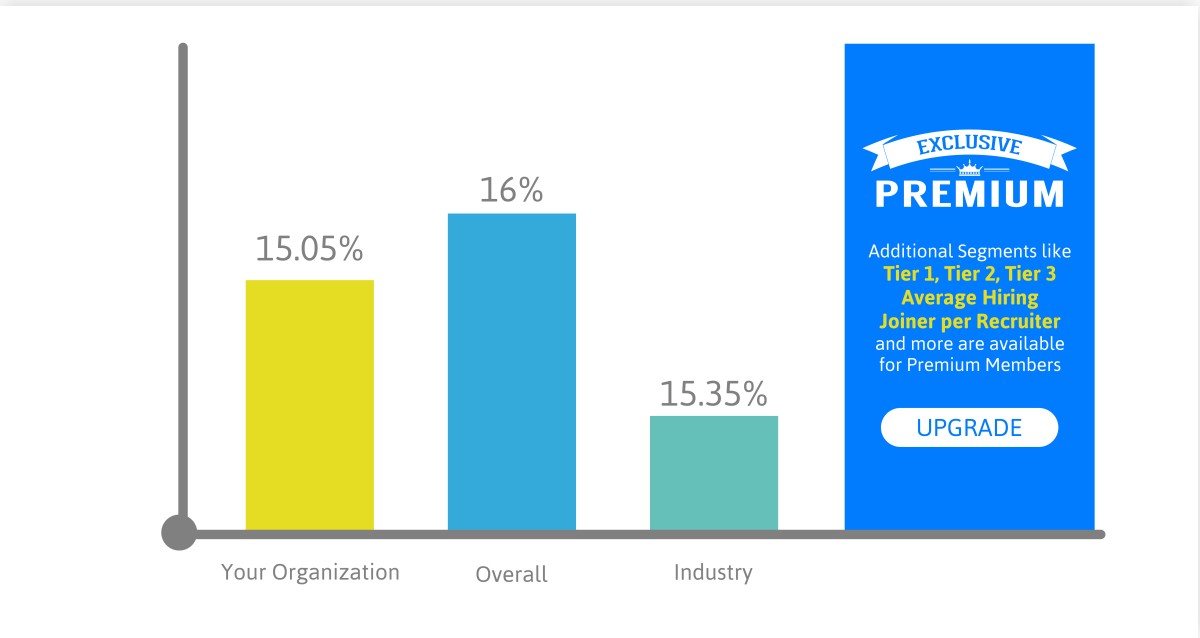 15.05%
16%
15.35%
Your Organization
Overall
Industry
EXCLUSIVE
PREMIUM
Additional Segments like
Tier 1, Tier 2, Tier 3
Average Hiring
Joiner per Recruiter
and more are available
for Premium Members
UPGRADE